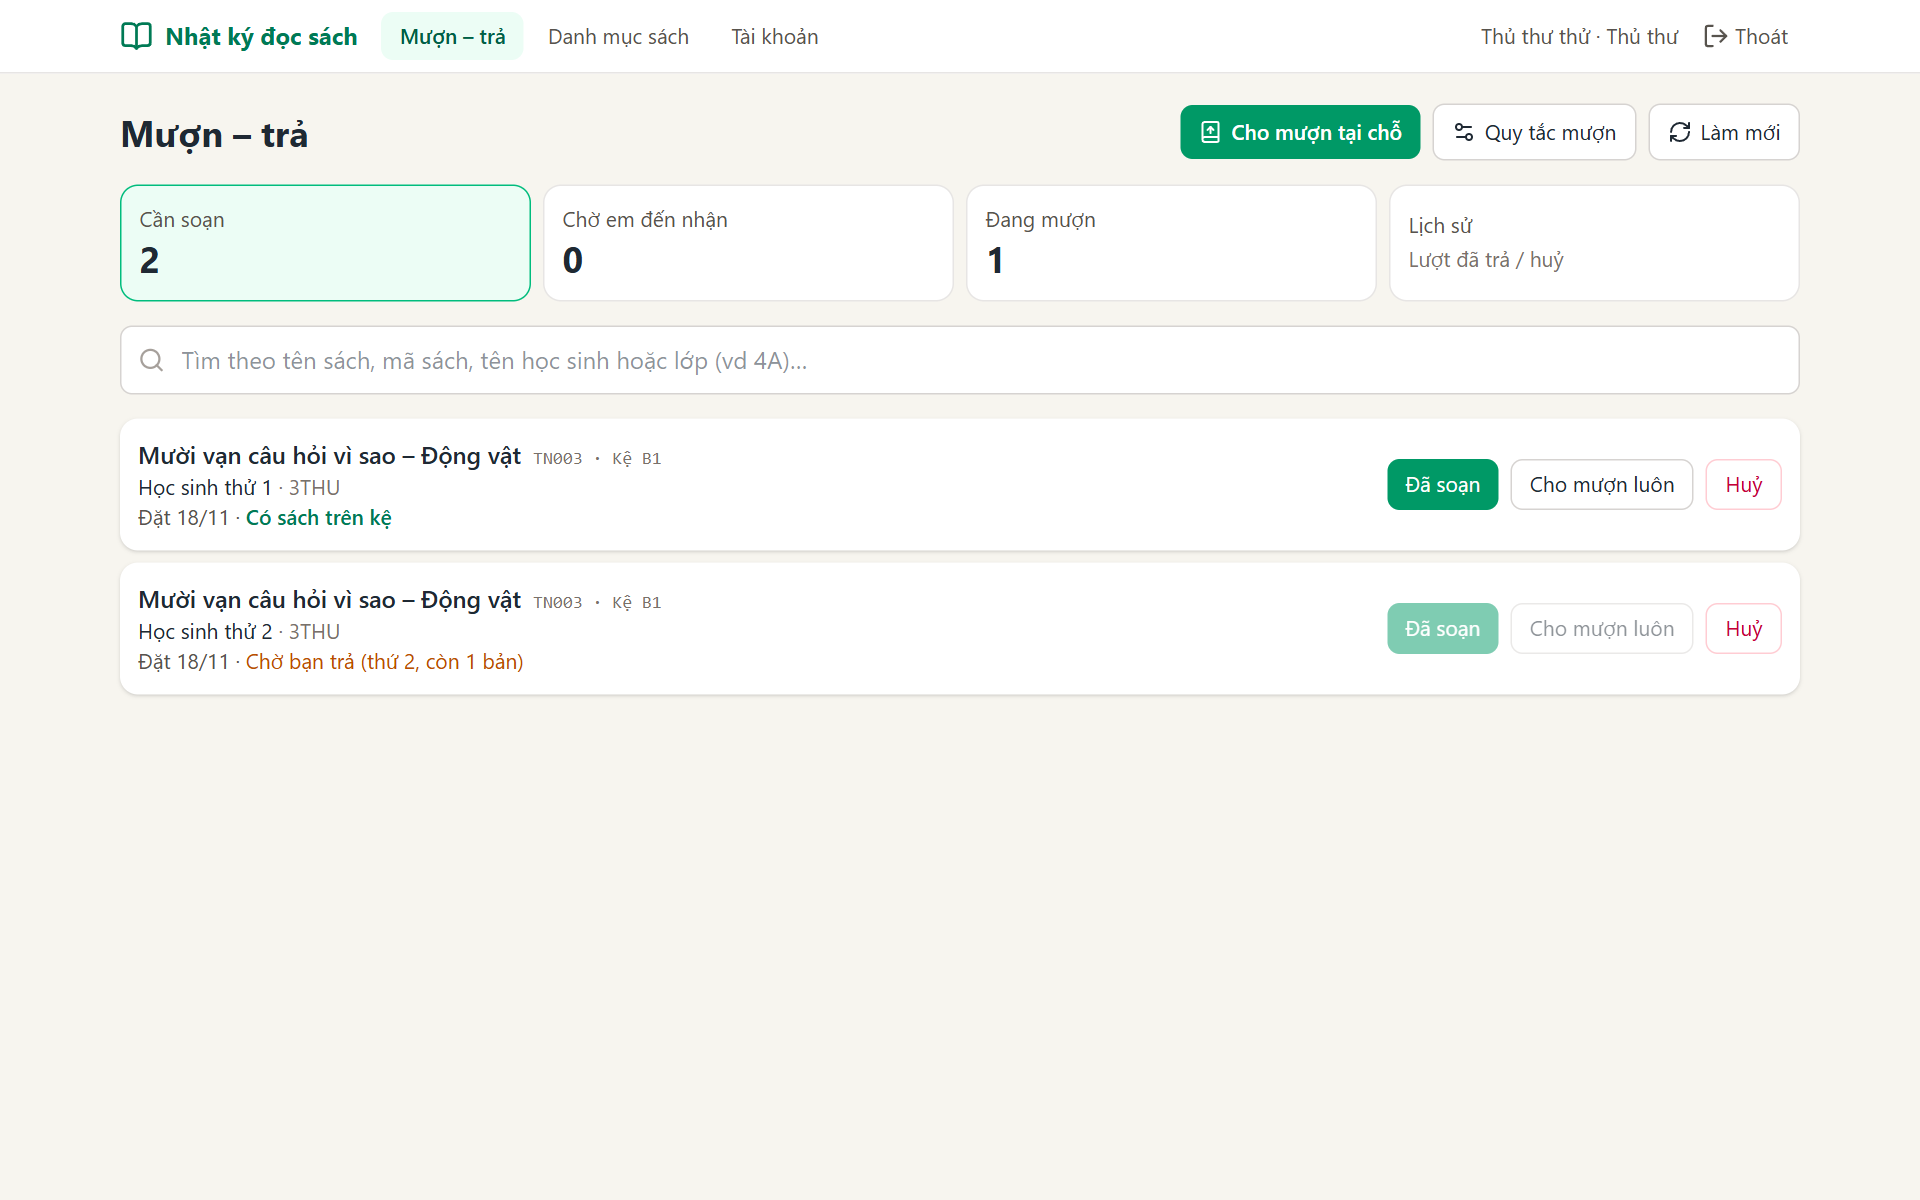 Nhật ký đọc sách
Mượn – trả
Danh mục sách
Tài khoản
Thủ thư thử · Thủ thư
Thoát
Mượn – trả
Cho mượn tại chỗ
Quy tắc mượn
Làm mới
Cần soạn
2
Chờ em đến nhận
0
Đang mượn
1
Lịch sử
Lượt đã trả / huỷ
Tìm theo tên sách, mã sách, tên học sinh hoặc lớp (vd 4A)...
Mười vạn câu hỏi vì sao – Động vật TN003 · Kệ B1
Học sinh thử 1 · 3THU
Đặt 18/11 · Có sách trên kệ
Đã soạn
Cho mượn luôn
Huỷ
Mười vạn câu hỏi vì sao – Động vật TN003 · Kệ B1
Học sinh thử 2 · 3THU
Đặt 18/11 · Chờ bạn trả (thứ 2, còn 1 bản)
Đã soạn
Cho mượn luôn
Huỷ